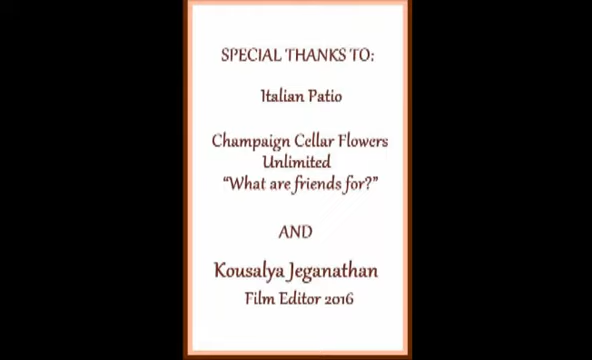 SPECIAL THANKS TO:
Italian Patio
Champaign Cellar Flowers
Unlimited
“What are friends for?”
AND
Kousalya Jeganathan
Film Editor 2016